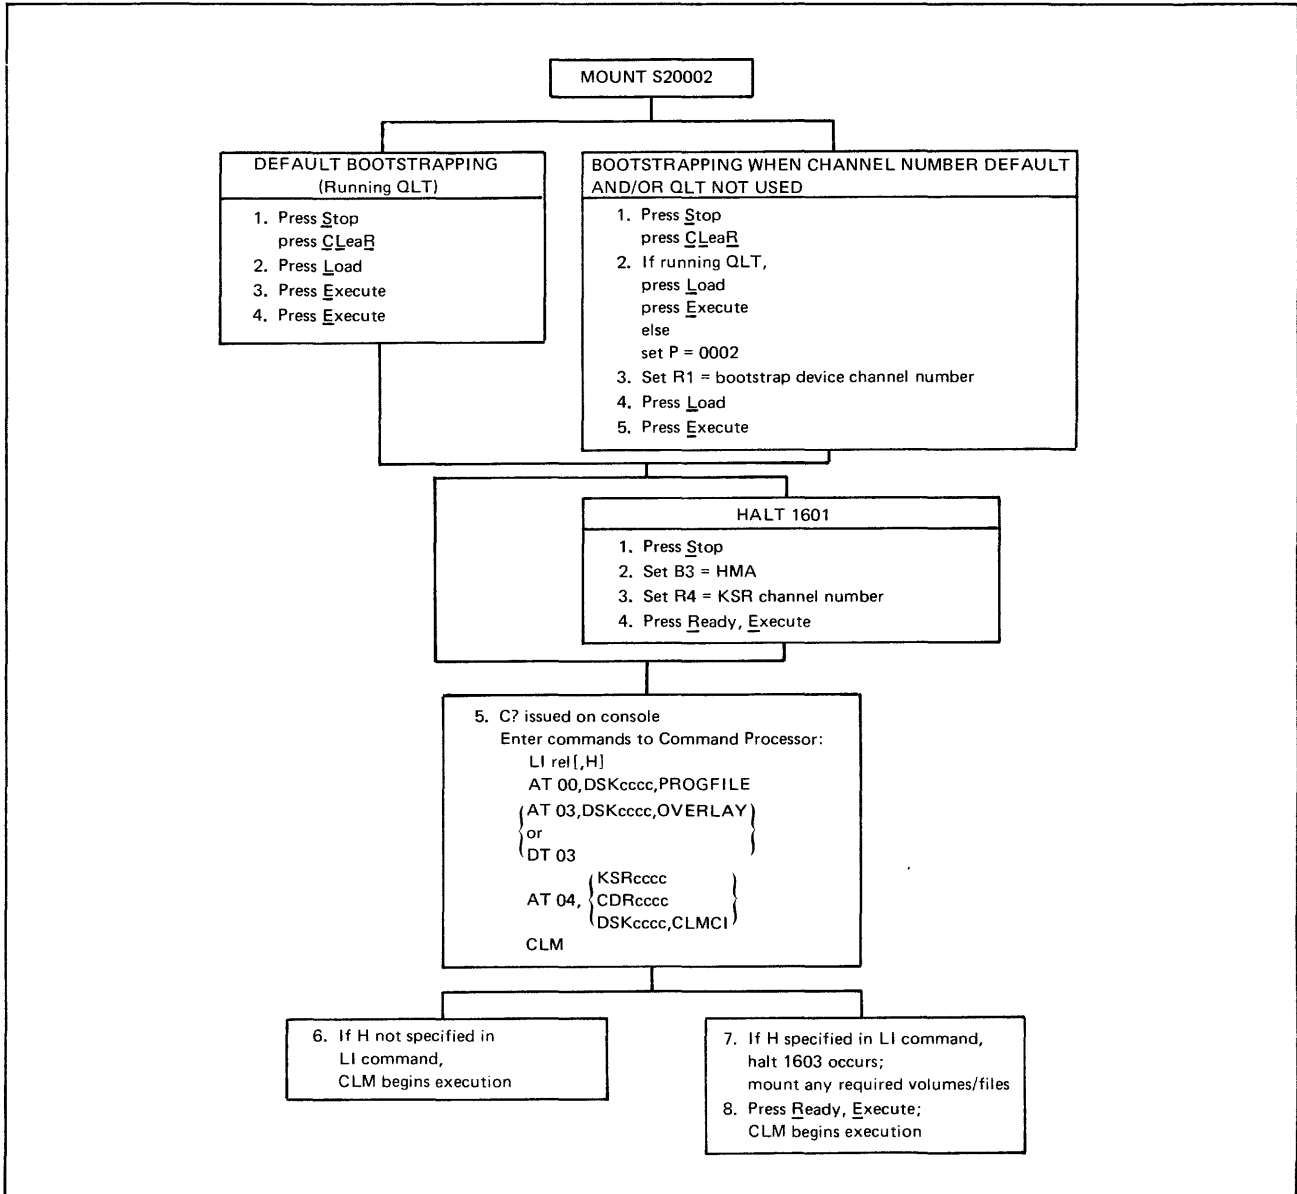 MOUNT S20002
DEFAULT BOOTSTRAPPING
(Running QLT)
1. Press Stop
press CLeaR
2. Press Load
3. Press Execute
4. Press Execute
BOOTSTRAPPING WHEN CHANNEL NUMBER DEFAULT
AND/OR QLT NOT USED
1. Press Stop
press CLeaR
2. If running QLT,
press Load
press Execute
else
set P = 0002
3. Set R1 = bootstrap device channel number
4. Press Load
5. Press Execute
HALT 1601
1. Press Stop
2. Set B3 = HMA
3. Set R4 = KSR channel number
4. Press Ready, Execute
5. C? issued on console
Enter commands to Command Processor:
LI rel[,H]
AT 00,DSKcccc,PROGFILE
AT 03,DSKcccc,OVERLAY
or
DT 03
KSRcccc
AT 04, CDRcccc
DSKcccc,CLMCI
CLM
6. If H not specified in
LI command,
CLM begins execution
7. If H specified in LI command,
halt 1603 occurs;
mount any required volumes/files
8. Press Ready, Execute;
CLM begins execution